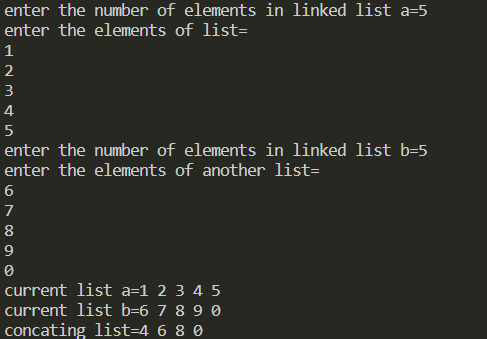 enter the number of elements in linked list a=5
enter the elements of list=
1
2
3
4
5
enter the number of elements in linked list b=5
enter the elements of another list=
6
7
8
9
0
current list a=1 2 3 4 5
current list b=6 7 8 9 0
concating list=4 6 8 0